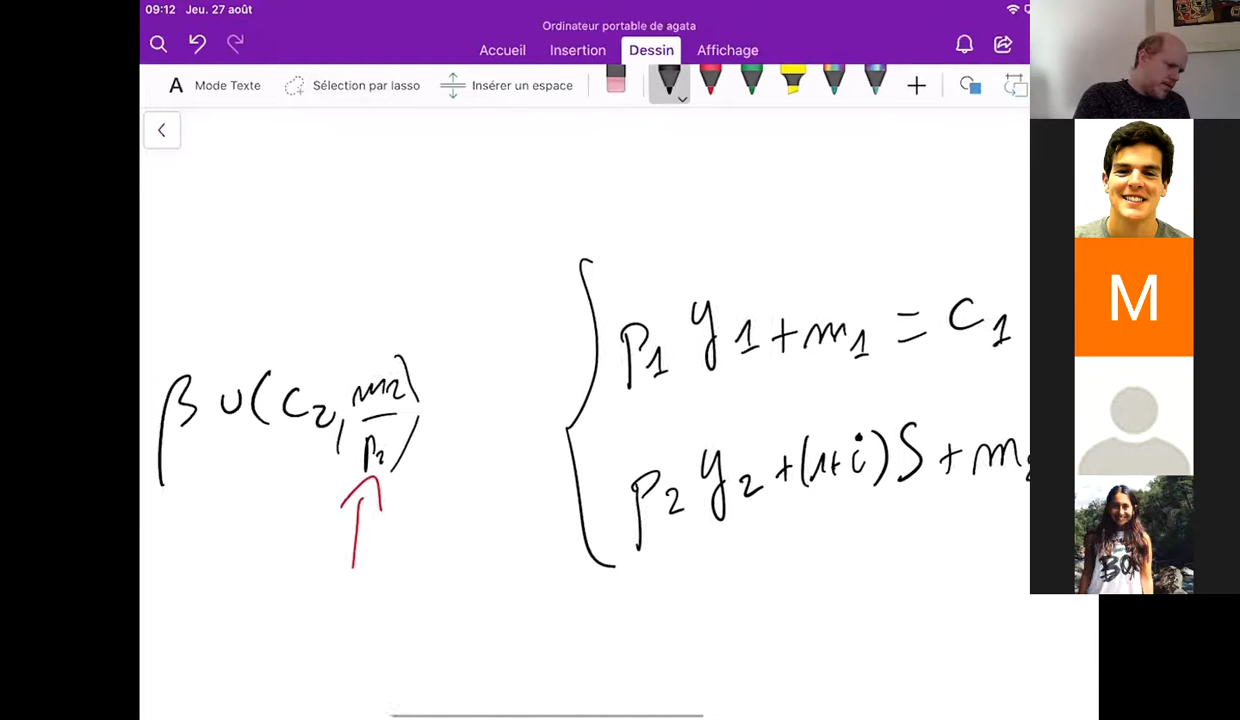 09:12 Jeu. 27 août
Ordinateur portable de agata
Accueil Insertion Dessin Affichage
A Mode Texte Sélection par lasso Insérer un espace
p1 y1 + m1 = c1
β u(c2, m2/p2)
p2 y2 + (1+i)S + m
M
BO